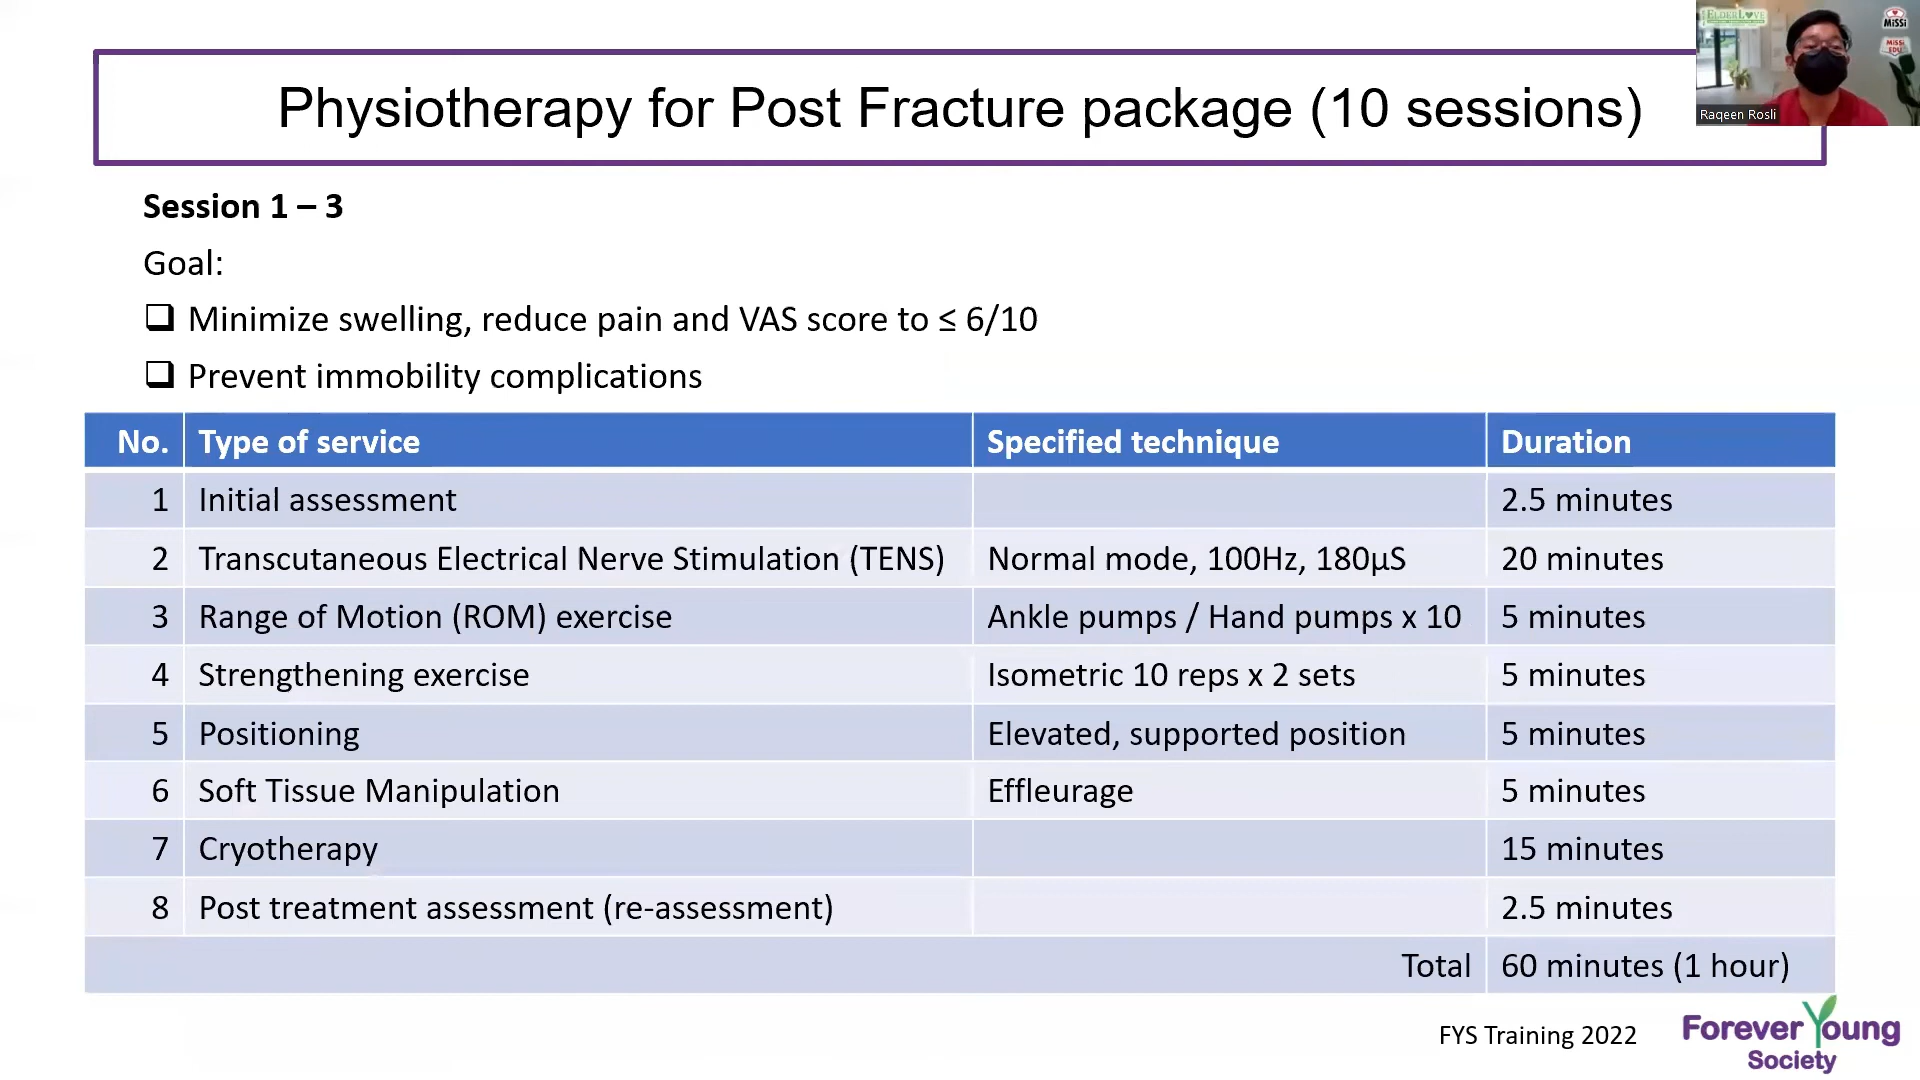 Physiotherapy for Post Fracture package (10 sessions)
ELDERLOVE
MiSSi
MiSSi
EDU
Raqeen Rosli
Session 1 – 3
Goal:
❑ Minimize swelling, reduce pain and VAS score to ≤ 6/10
❑ Prevent immobility complications
No. Type of service Specified technique Duration
1 Initial assessment 2.5 minutes
2 Transcutaneous Electrical Nerve Stimulation (TENS) Normal mode, 100Hz, 180µS 20 minutes
3 Range of Motion (ROM) exercise Ankle pumps / Hand pumps x 10 5 minutes
4 Strengthening exercise Isometric 10 reps x 2 sets 5 minutes
5 Positioning Elevated, supported position 5 minutes
6 Soft Tissue Manipulation Effleurage 5 minutes
7 Cryotherapy 15 minutes
8 Post treatment assessment (re-assessment) 2.5 minutes
Total 60 minutes (1 hour)
FYS Training 2022
Forever Young
Society